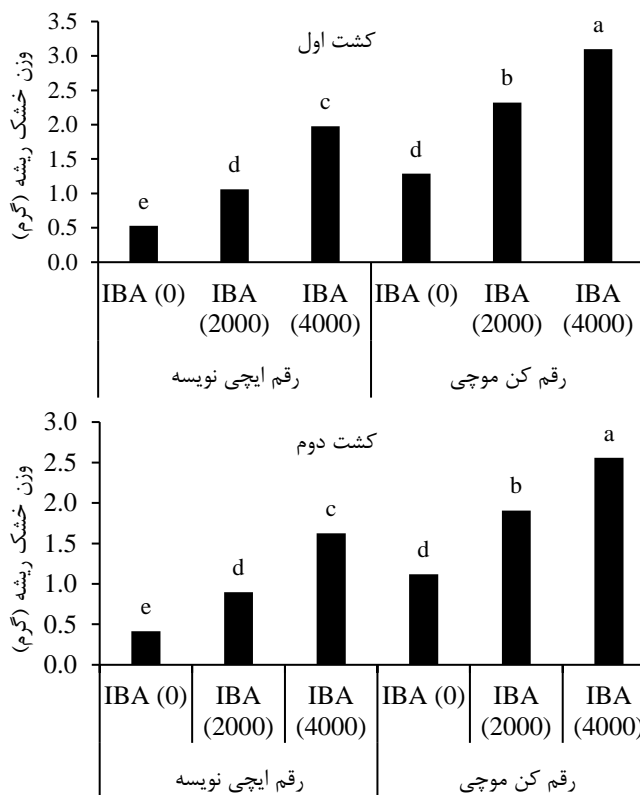 کشت اول
وزن خشک ریشه (گرم)
3.5
3.0
2.5
2.0
1.5
1.0
0.5
0.0
e
d
c
d
b
a
IBA (0)
IBA (2000)
IBA (4000)
IBA (0)
IBA (2000)
IBA (4000)
رقم ایچی نویسه
رقم کن موچی
کشت دوم
وزن خشک ریشه (گرم)
3.0
2.5
2.0
1.5
1.0
0.5
0.0
e
d
c
d
b
a
IBA (0)
IBA (2000)
IBA (4000)
IBA (0)
IBA (2000)
IBA (4000)
رقم ایچی نویسه
رقم کن موچی